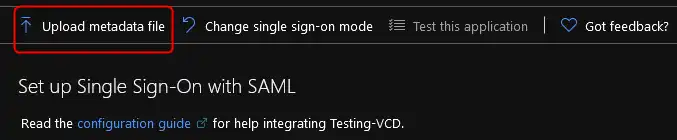 Upload metadata file Change single sign-on mode Test this application Got feedback?
Set up Single Sign-On with SAML
Read the configuration guide for help integrating Testing-VCD.